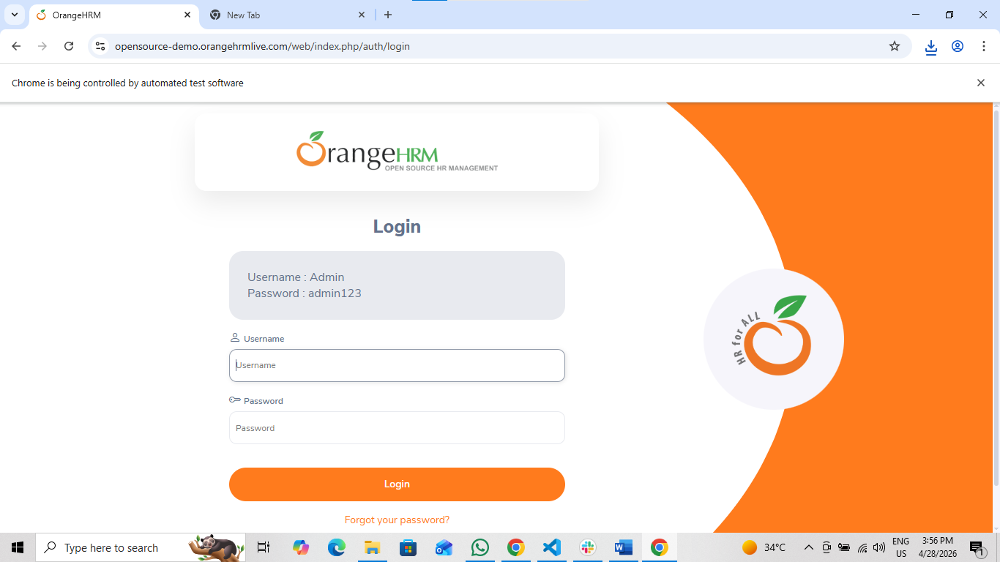 OrangeHRM
New Tab
opensource-demo.orangehrmlive.com/web/index.php/auth/login
Chrome is being controlled by automated test software
OrangeHRM
OPEN SOURCE HR MANAGEMENT
Login
Username : Admin
Password : admin123
Username
Username
Password
Password
Login
Forgot your password?
HR for ALL
Type here to search
34°C
ENG
US
3:56 PM
4/28/2026
1